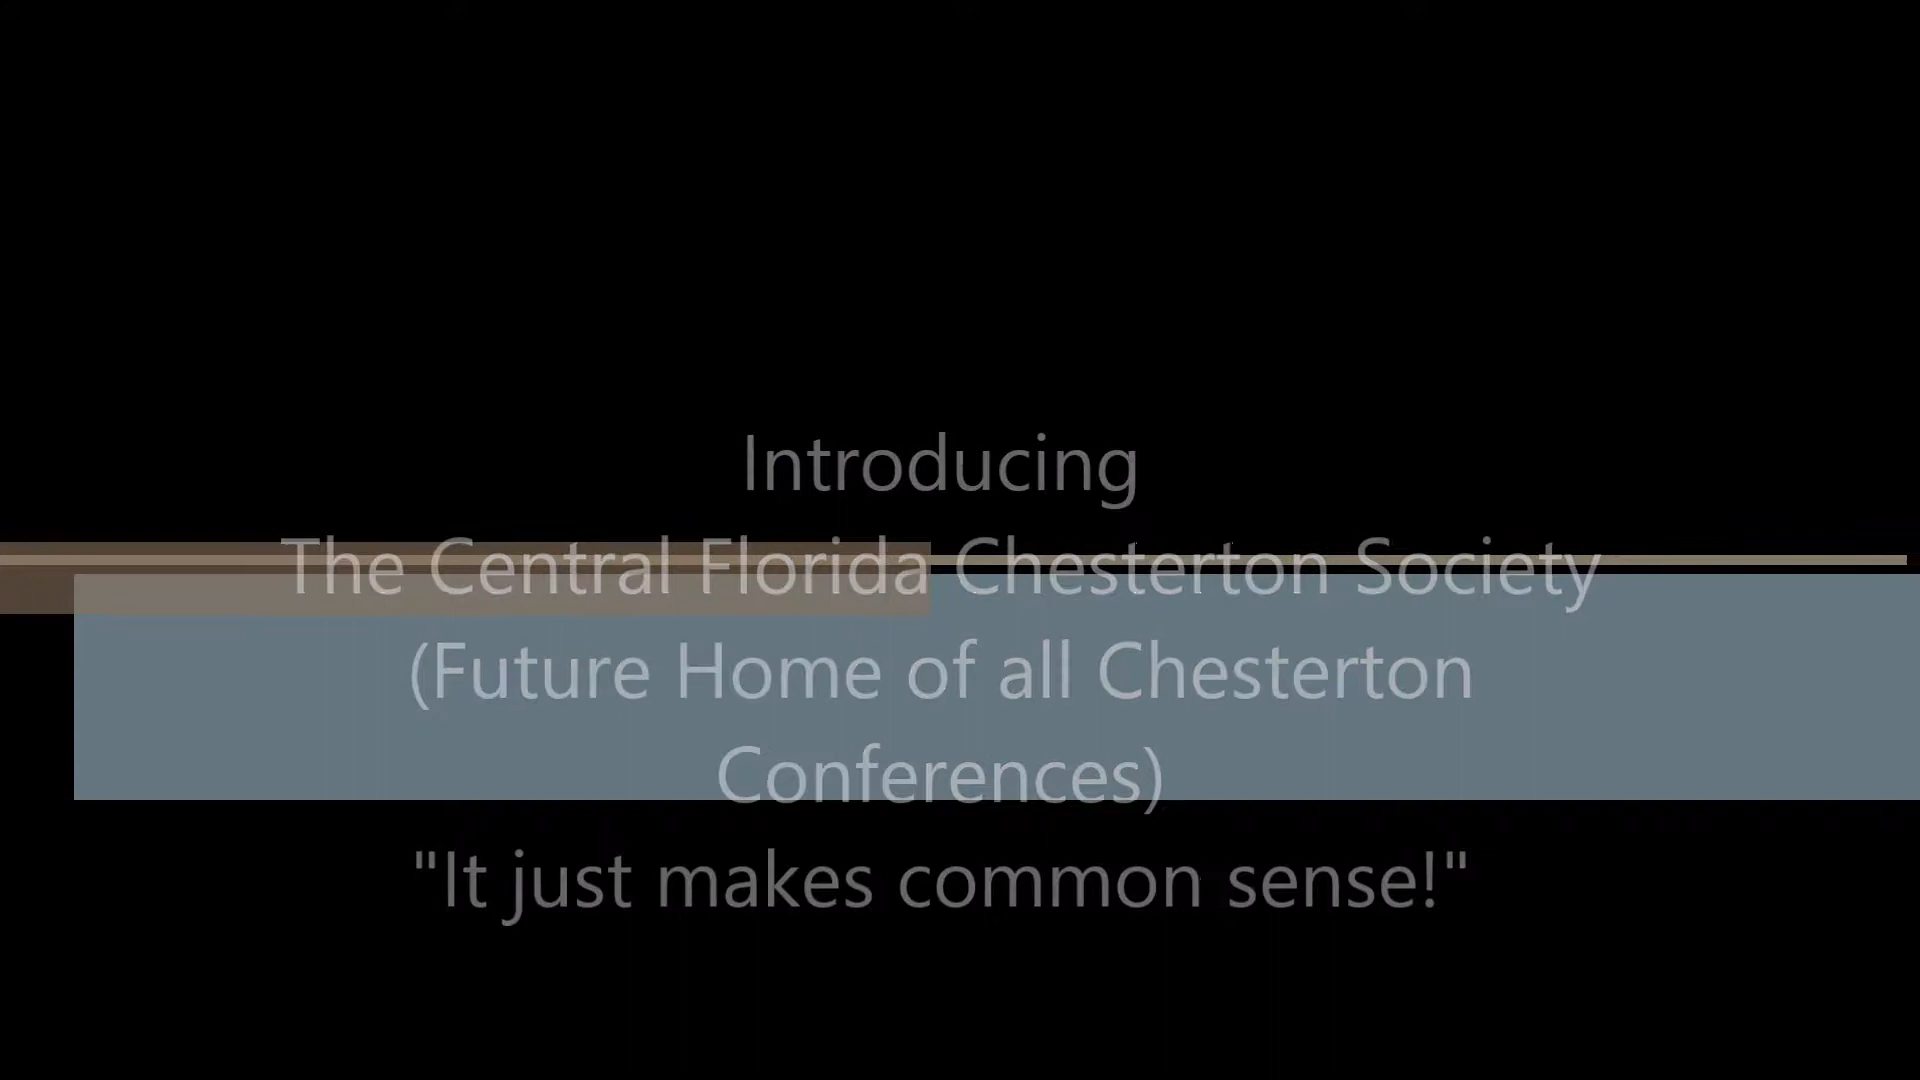 Introducing
The Central Florida Chesterton Society
(Future Home of all Chesterton
Conferences)
"It just makes common sense!"